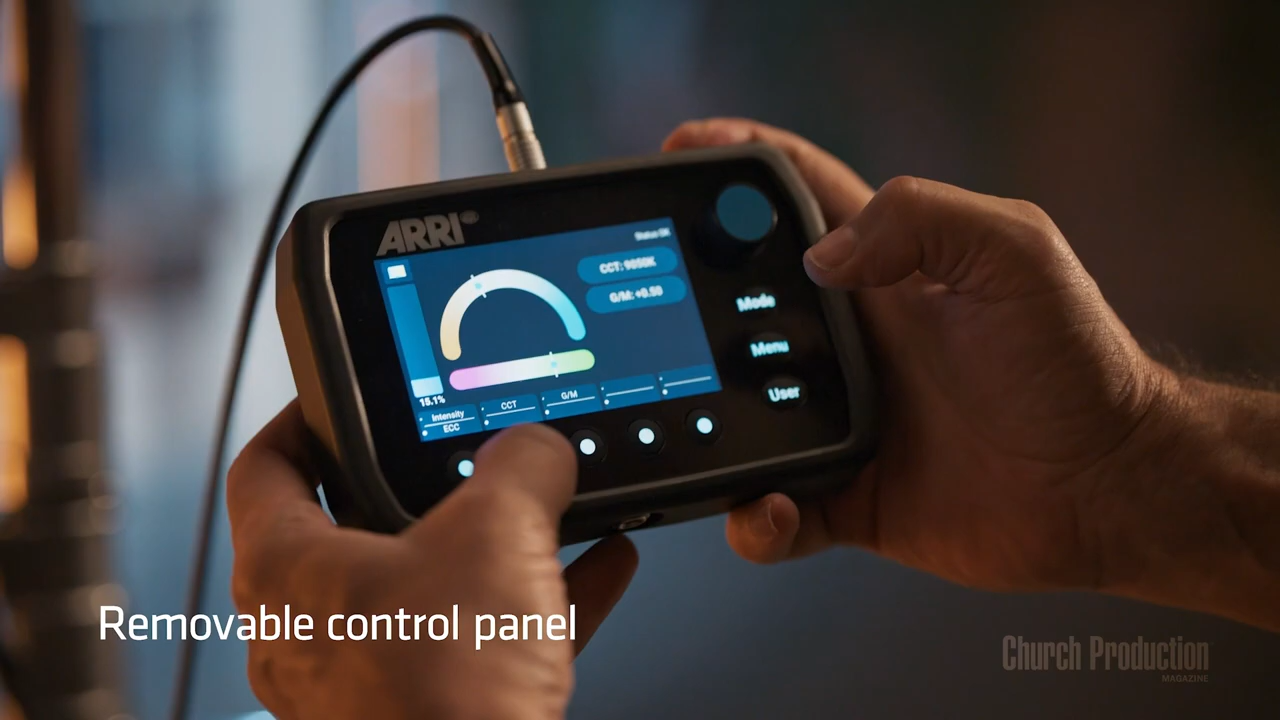 ARRI
Status OK
CCT: 9950K
G/M: +0.50
15.1%
Intensity
CCT
G/M
ECC
Mode
Menu
User
Removable control panel
Church Production
MAGAZINE